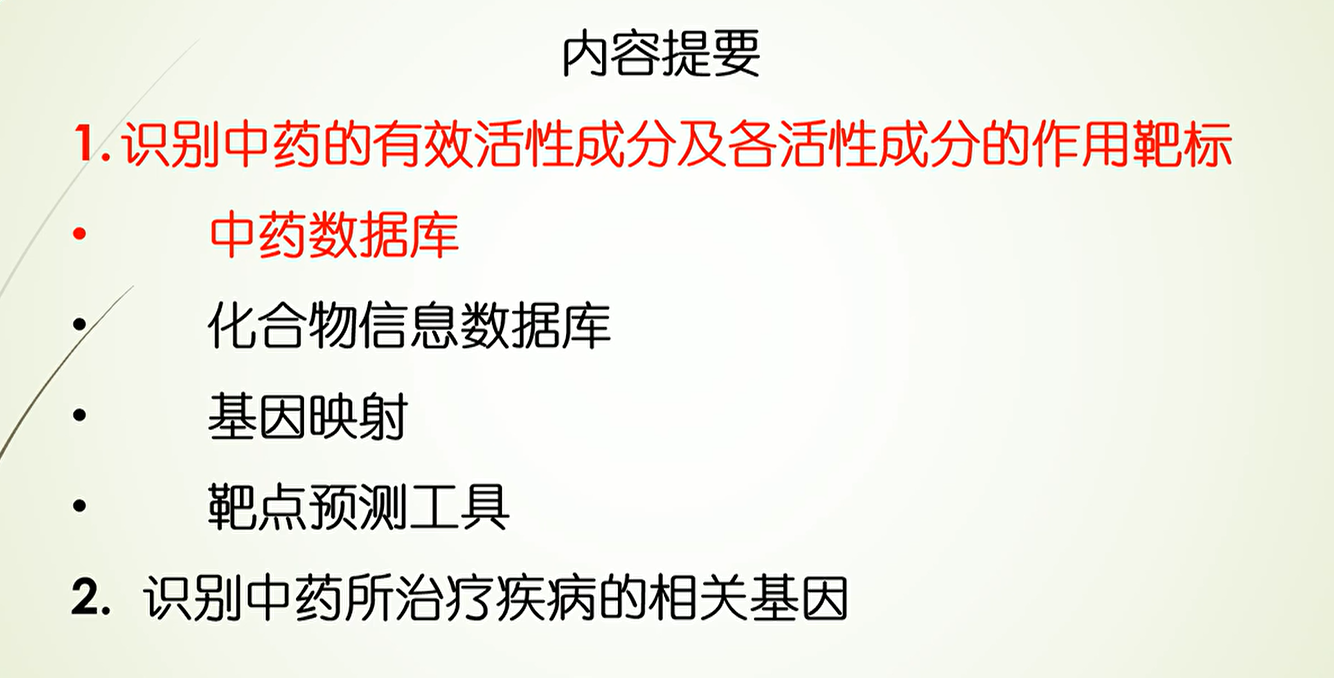 内容提要
1.识别中药的有效活性成分及各活性成分的作用靶标
• 中药数据库
• 化合物信息数据库
• 基因映射
• 靶点预测工具
2. 识别中药所治疗疾病的相关基因